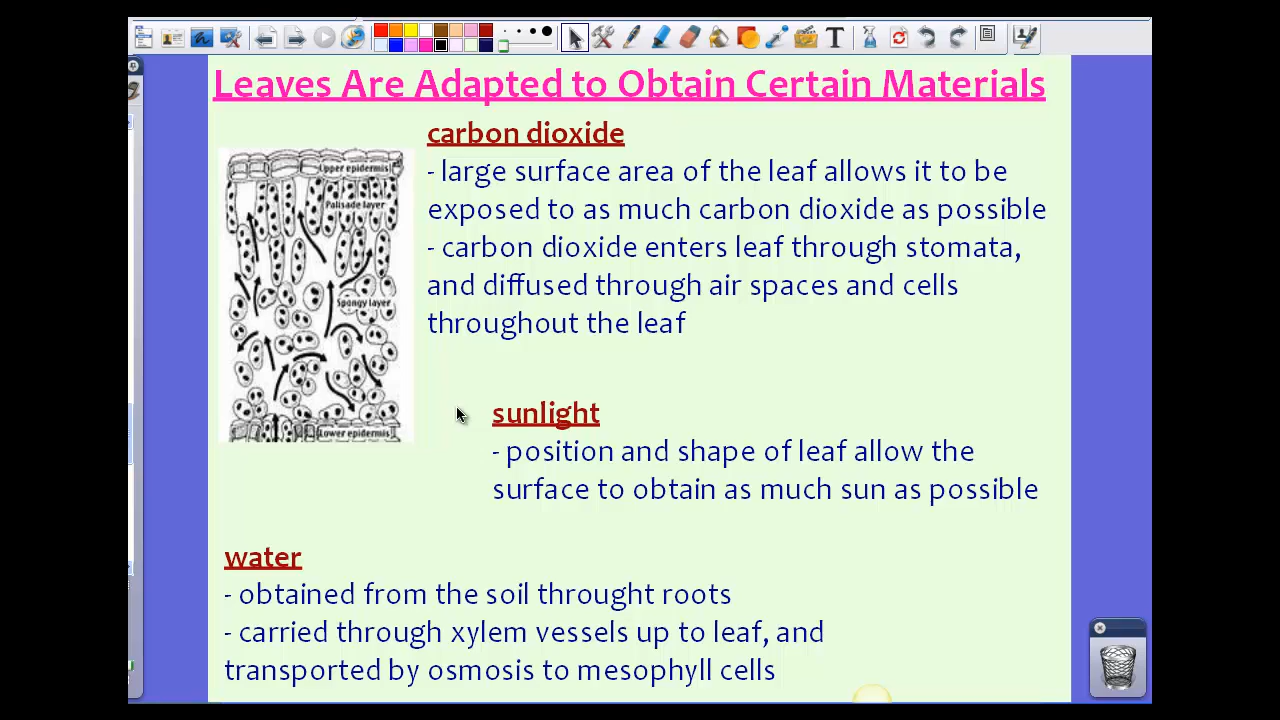 Leaves Are Adapted to Obtain Certain Materials
carbon dioxide
- large surface area of the leaf allows it to be
exposed to as much carbon dioxide as possible
- carbon dioxide enters leaf through stomata,
and diffused through air spaces and cells
throughout the leaf
Upper epidermis
Palisade layer
Spongy layer
Lower epidermis
sunlight
- position and shape of leaf allow the
surface to obtain as much sun as possible
water
- obtained from the soil throught roots
- carried through xylem vessels up to leaf, and
transported by osmosis to mesophyll cells